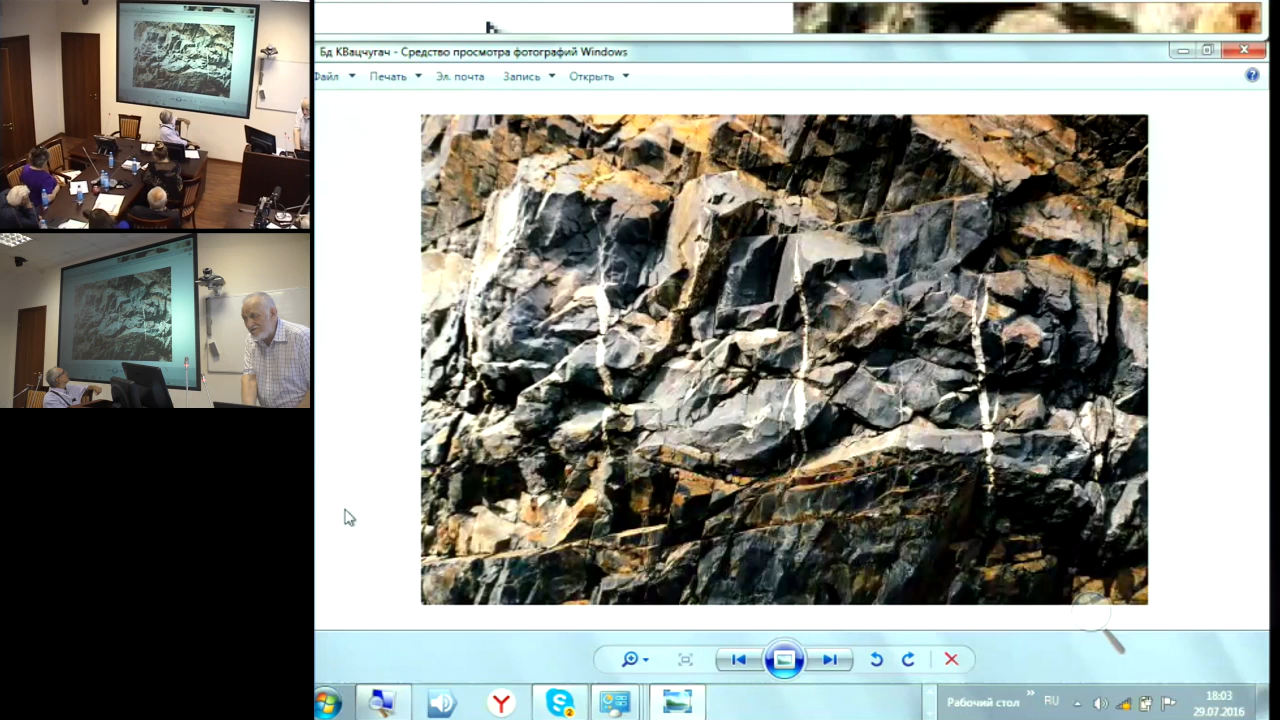 Бд КВачугач - Средство просмотра фотографий Windows
Файл Печать Эл. почта Запись Открыть
Рабочий стол » RU 18:03
29.07.2016